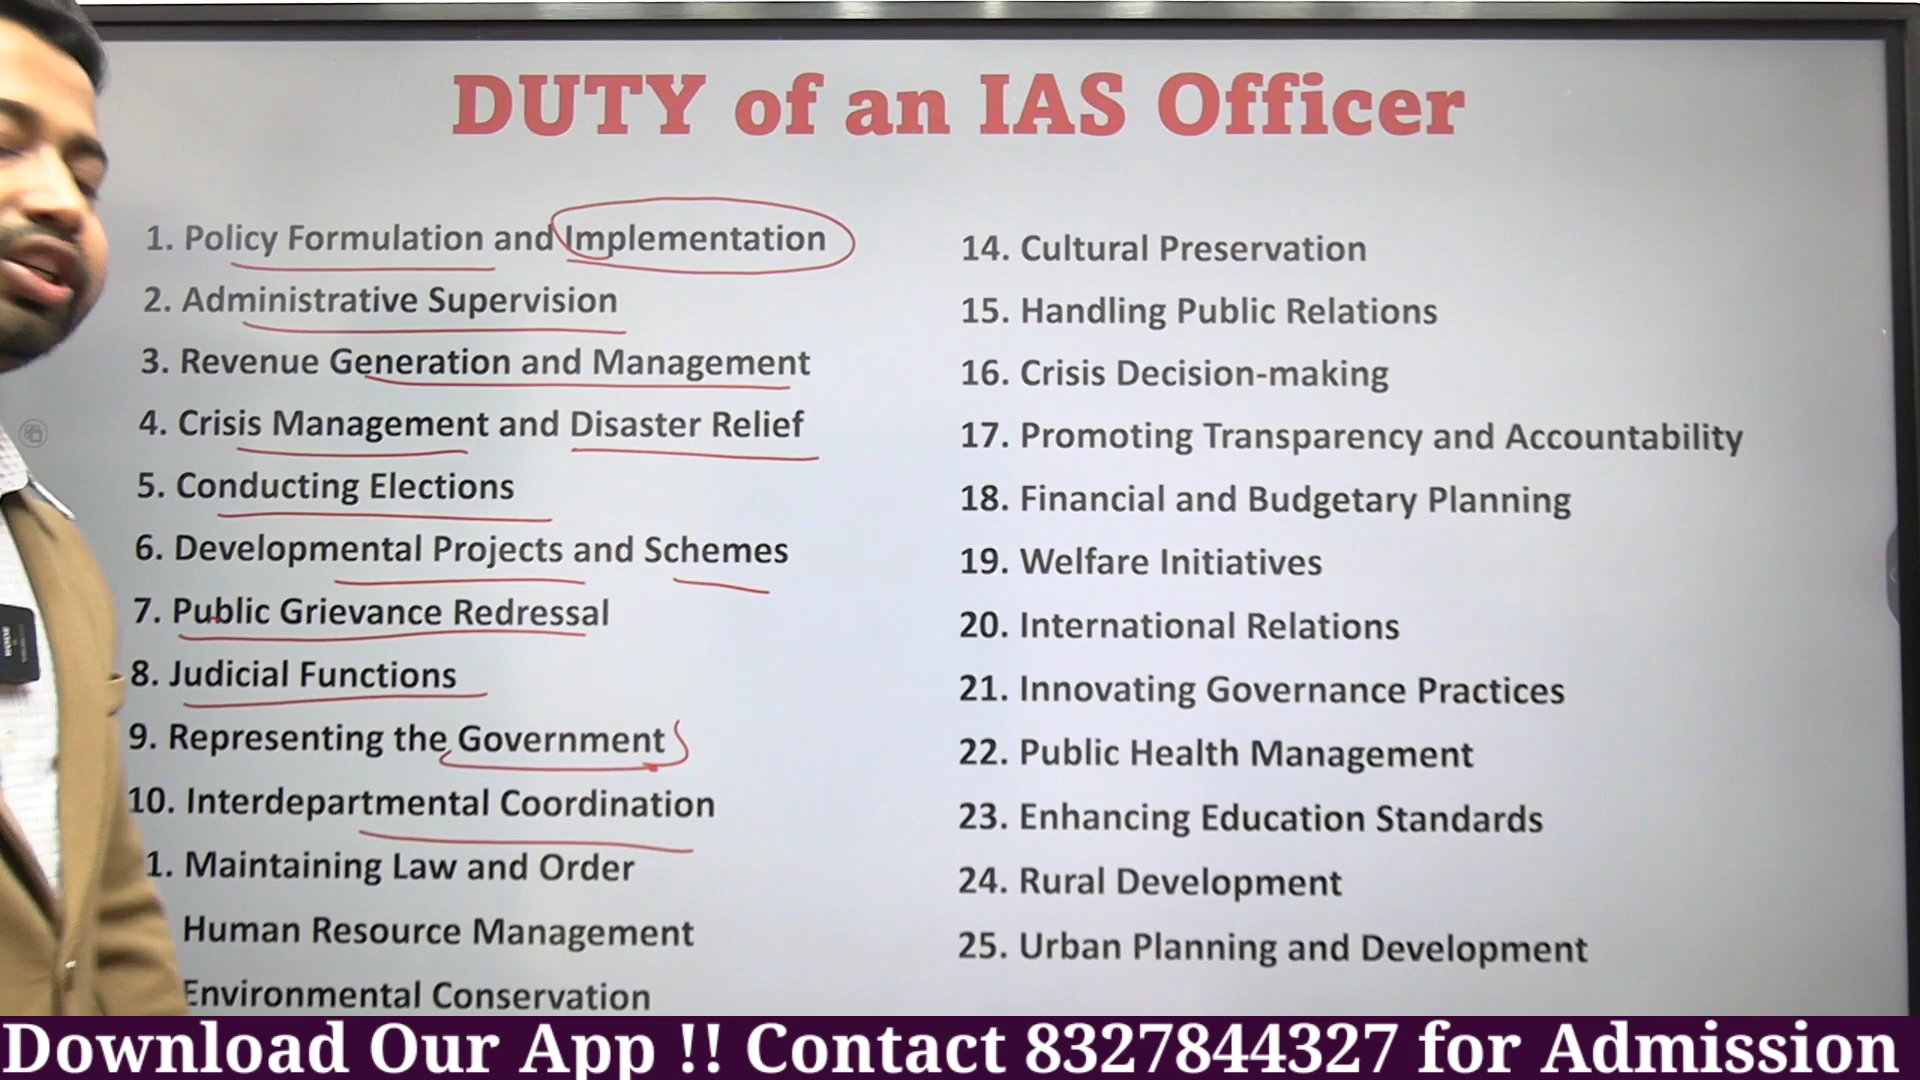 DUTY of an IAS Officer
1. Policy Formulation and Implementation
2. Administrative Supervision
3. Revenue Generation and Management
4. Crisis Management and Disaster Relief
5. Conducting Elections
6. Developmental Projects and Schemes
7. Public Grievance Redressal
8. Judicial Functions
9. Representing the Government
10. Interdepartmental Coordination
1. Maintaining Law and Order
Human Resource Management
Environmental Conservation
14. Cultural Preservation
15. Handling Public Relations
16. Crisis Decision-making
17. Promoting Transparency and Accountability
18. Financial and Budgetary Planning
19. Welfare Initiatives
20. International Relations
21. Innovating Governance Practices
22. Public Health Management
23. Enhancing Education Standards
24. Rural Development
25. Urban Planning and Development
Download Our App !! Contact 8327844327 for Admission